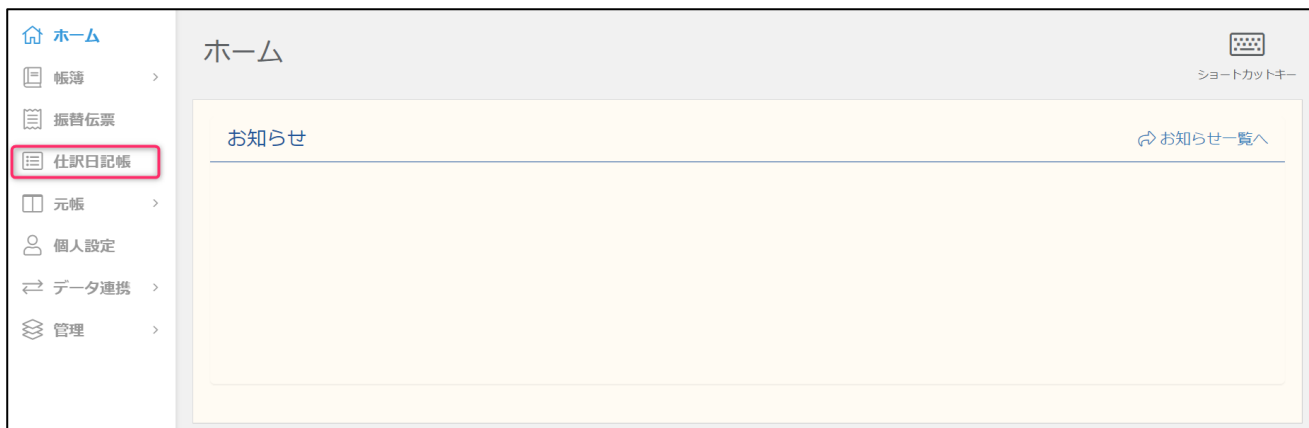 ホーム
帳簿
振替伝票
仕訳日記帳
元帳
個人設定
データ連携
管理
ホーム
ショートカットキー
お知らせ
お知らせ一覧へ